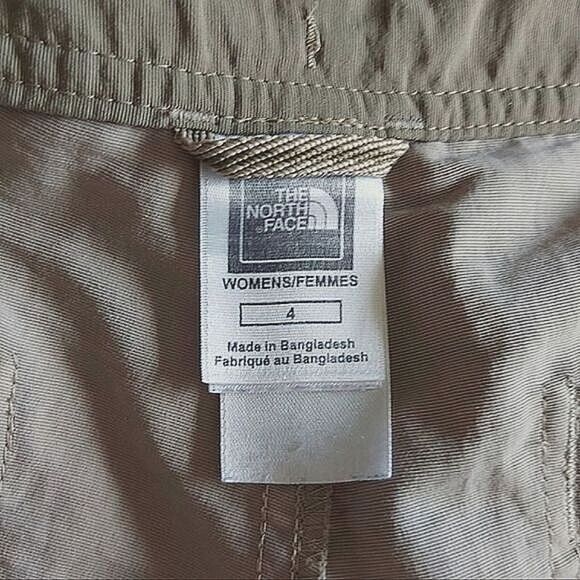 THE
NORTH
FACE
WOMENS/FEMMES
4
Made in Bangladesh
Fabriqué au Bangladesh